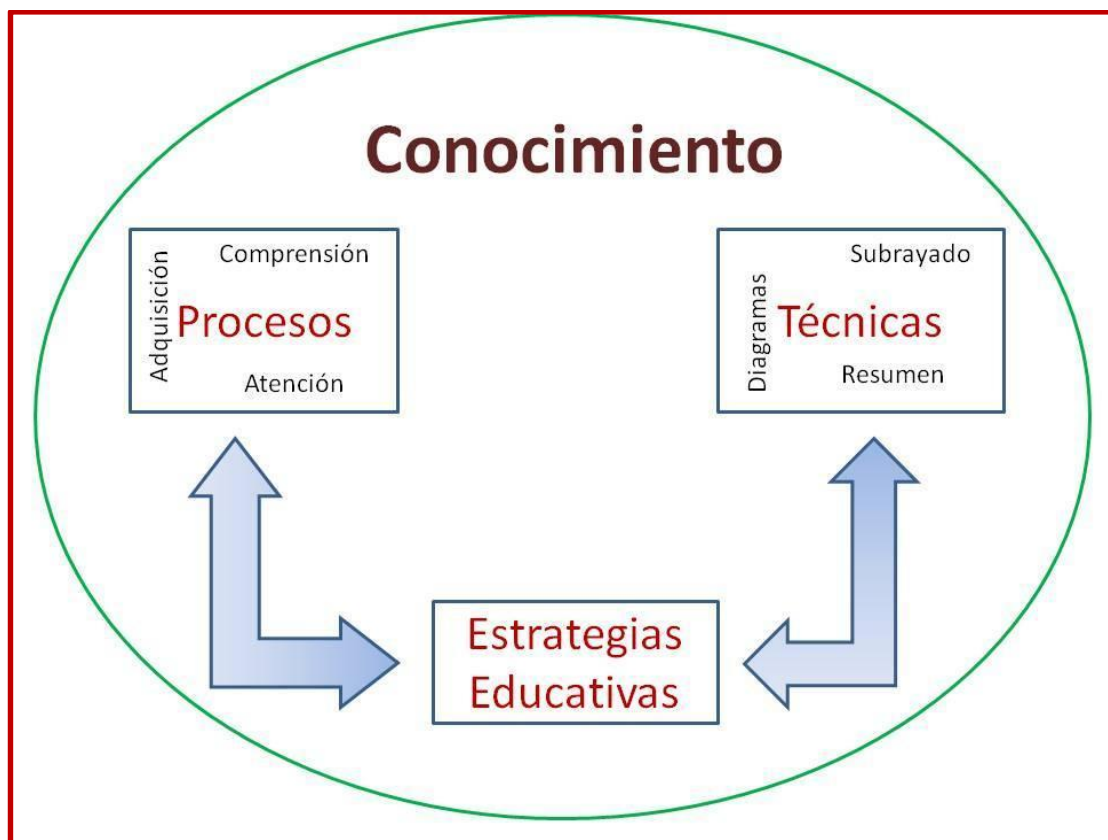 Conocimiento
Adquisición
Comprensión
Procesos
Atención
Diagramas
Subrayado
Técnicas
Resumen
Estrategias
Educativas